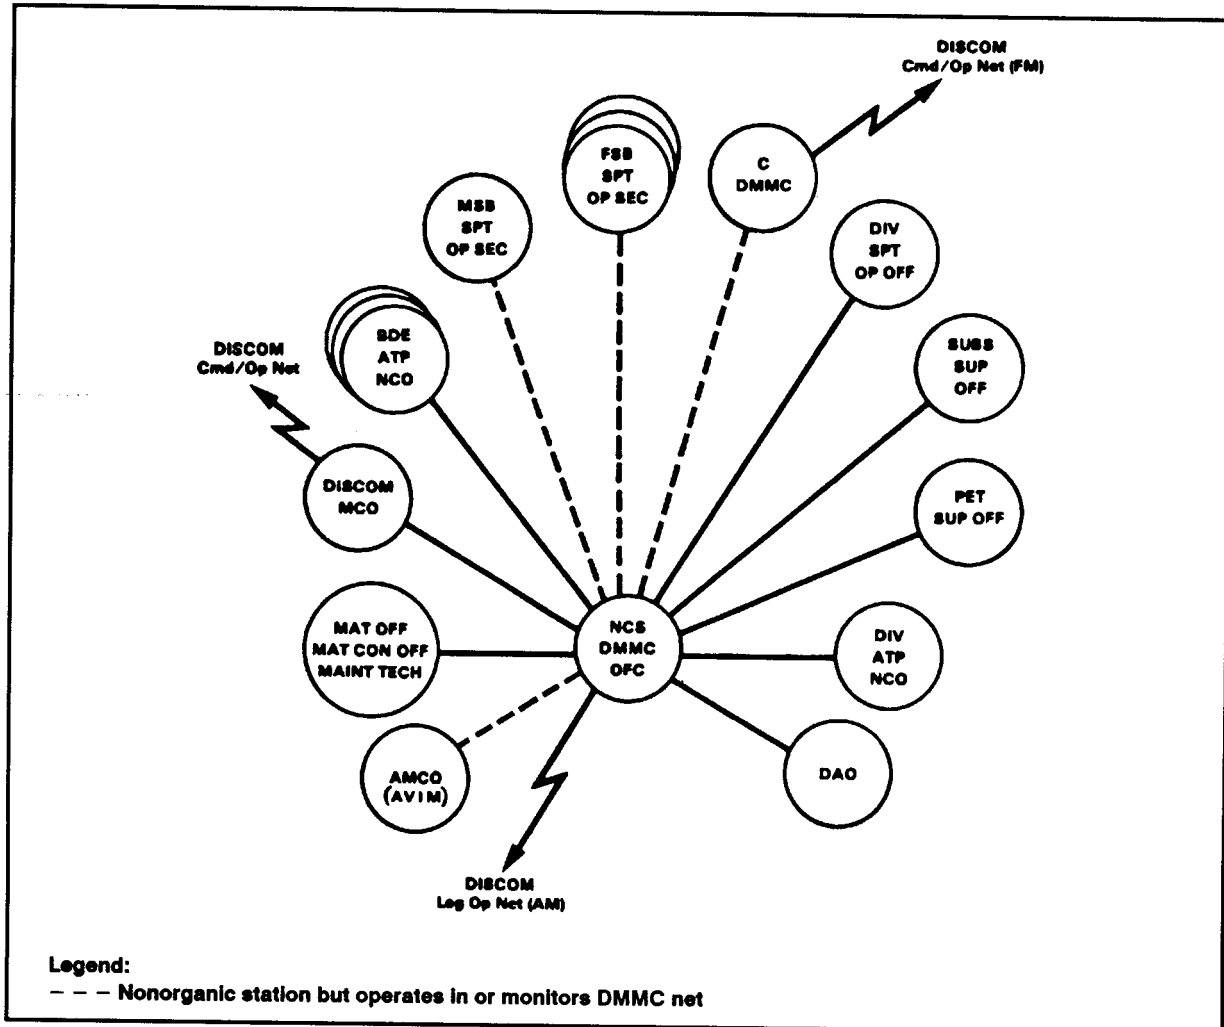 DISCOM
Cmd/Op Net (FM)
FSB
SPT
OP SEC
C
DMMC
MSB
SPT
OP SEC
DIV
SPT
OP OFF
BDE
ATP
NCO
SUBS
SUP
OFF
DISCOM
Cmd/Op Net
DISCOM
MCO
PET
SUP OFF
MAT OFF
MAT CON OFF
MAINT TECH
NCS
DMMC
OFC
DIV
ATP
NCO
AMCO
(AVIM)
DAO
DISCOM
Log Op Net (AM)
Legend:
- - - Nonorganic station but operates in or monitors DMMC net